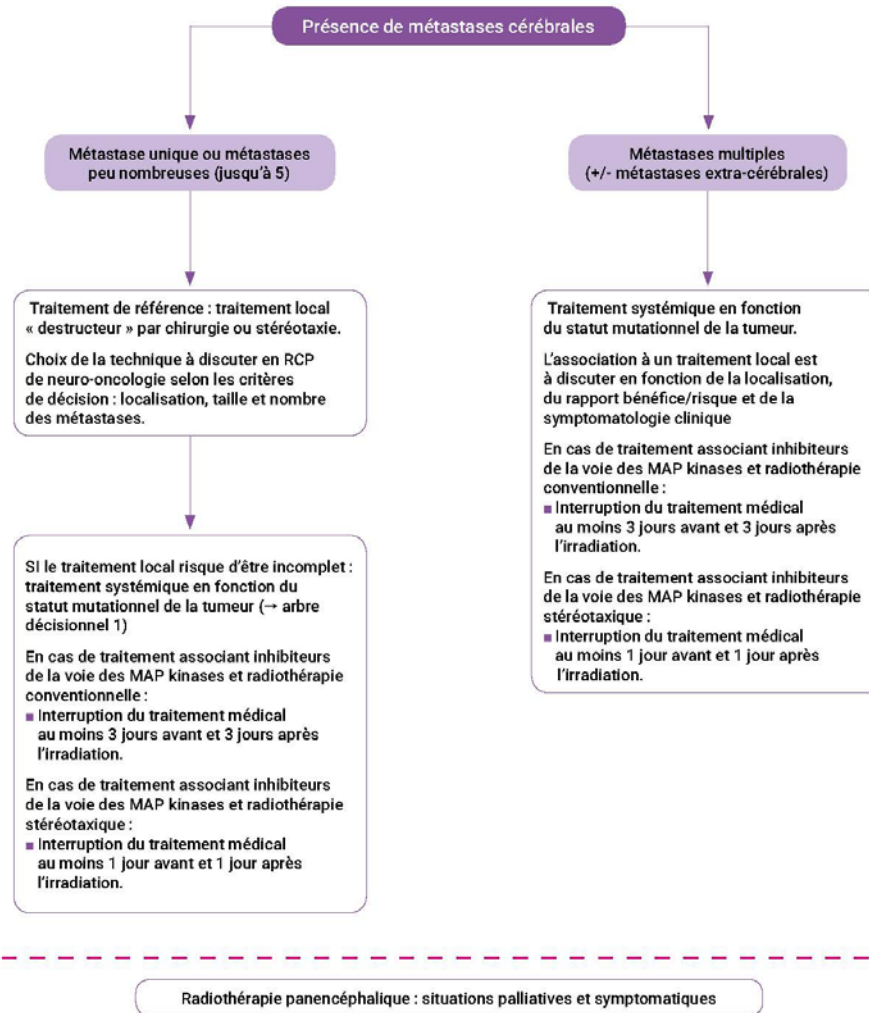 Présence de métastases cérébrales
Métastase unique ou métastases
peu nombreuses (jusqu'à 5)
Traitement de référence : traitement local
« destructeur » par chirurgie ou stéréotaxie.
Choix de la technique à discuter en RCP
de neuro-oncologie selon les critères
de décision : localisation, taille et nombre
des métastases.
SI le traitement local risque d'être incomplet :
traitement systémique en fonction du
statut mutationnel de la tumeur (→ arbre
décisionnel 1)
En cas de traitement associant inhibiteurs
de la voie des MAP kinases et radiothérapie
conventionnelle :
■ Interruption du traitement médical
au moins 3 jours avant et 3 jours après
l'irradiation.
En cas de traitement associant inhibiteurs
de la voie des MAP kinases et radiothérapie
stéréotaxique :
■ Interruption du traitement médical
au moins 1 jour avant et 1 jour après
l'irradiation.
Métastases multiples
(+/- métastases extra-cérébrales)
Traitement systémique en fonction
du statut mutationnel de la tumeur.
L'association à un traitement local est
à discuter en fonction de la localisation,
du rapport bénéfice/risque et de la
symptomatologie clinique
En cas de traitement associant inhibiteurs
de la voie des MAP kinases et radiothérapie
conventionnelle :
■ Interruption du traitement médical
au moins 3 jours avant et 3 jours après
l'irradiation.
En cas de traitement associant inhibiteurs
de la voie des MAP kinases et radiothérapie
stéréotaxique :
■ Interruption du traitement médical
au moins 1 jour avant et 1 jour après
l'irradiation.
Radiothérapie panencéphalique : situations palliatives et symptomatiques